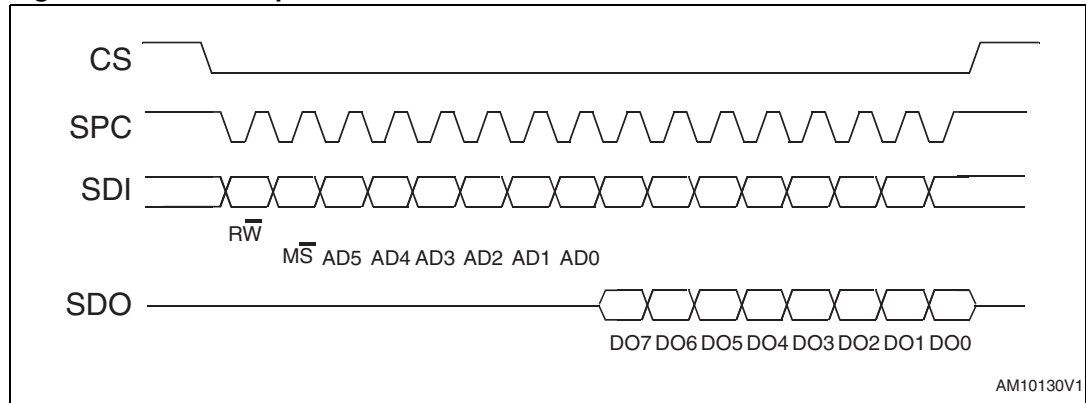 CS
SPC
SDI
RW
MS AD5 AD4 AD3 AD2 AD1 AD0
SDO
DO7 DO6 DO5 DO4 DO3 DO2 DO1 DO0
AM10130V1